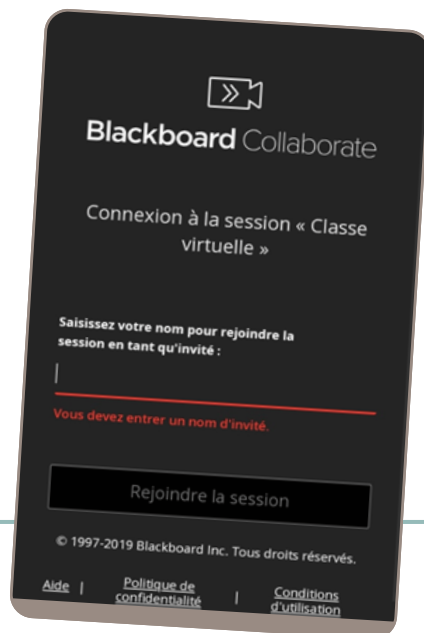 Blackboard Collaborate
Connexion à la session « Classe
virtuelle »
Saisissez votre nom pour rejoindre la
session en tant qu'invité :
Vous devez entrer un nom d'invité.
Rejoindre la session
© 1997-2019 Blackboard Inc. Tous droits réservés.
Aide | Politique de
confidentialité | Conditions
d'utilisation